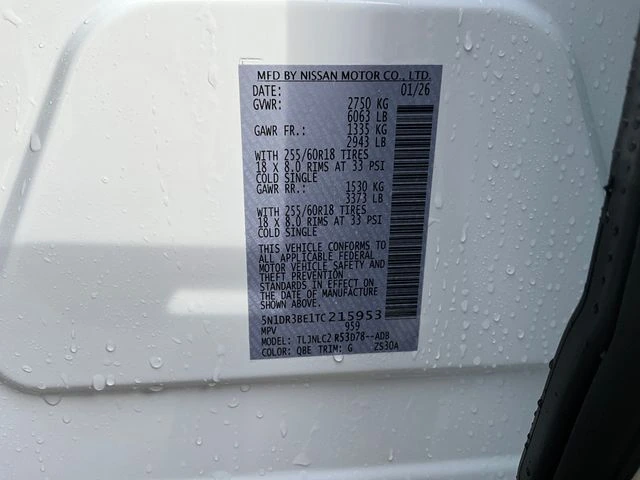 MFD BY NISSAN MOTOR CO., LTD.
DATE: 01/26
GVWR: 2750 KG
6063 LB
GAWR FR.: 1335 KG
2943 LB
WITH 255/60R18 TIRES
18 X 8.0 RIMS AT 33 PSI
COLD SINGLE
GAWR RR.: 1530 KG
3373 LB
WITH 255/60R18 TIRES
18 X 8.0 RIMS AT 33 PSI
COLD SINGLE
THIS VEHICLE CONFORMS TO
ALL APPLICABLE FEDERAL
MOTOR VEHICLE SAFETY AND
THEFT PREVENTION
STANDARDS IN EFFECT ON
THE DATE OF MANUFACTURE
SHOWN ABOVE.
5N1DR3BE1TC215953
MPV 959
MODEL: TLJNLC2 R53D78--ADB
COLOR: QBE TRIM: G ZS30A